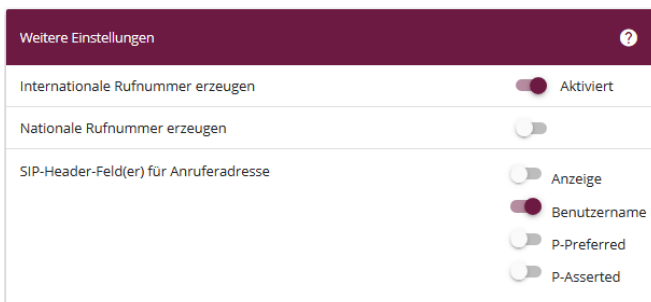 Weitere Einstellungen ?
Internationale Rufnummer erzeugen Aktiviert
Nationale Rufnummer erzeugen
SIP-Header-Feld(er) für Anruferadresse Anzeige
Benutzername
P-Preferred
P-Asserted